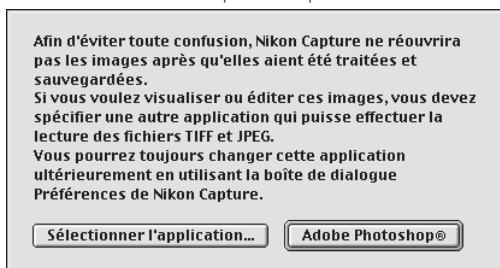 Afin d'éviter toute confusion, Nikon Capture ne réouvrira
pas les images après qu'elles aient été traitées et
sauvegardées.
Si vous voulez visualiser ou éditer ces images, vous devez
spécifier une autre application qui puisse effectuer la
lecture des fichiers TIFF et JPEG.
Vous pourrez toujours changer cette application
ultérieurement en utilisant la boîte de dialogue
Préférences de Nikon Capture.
Sélectionner l'application... Adobe Photoshop®